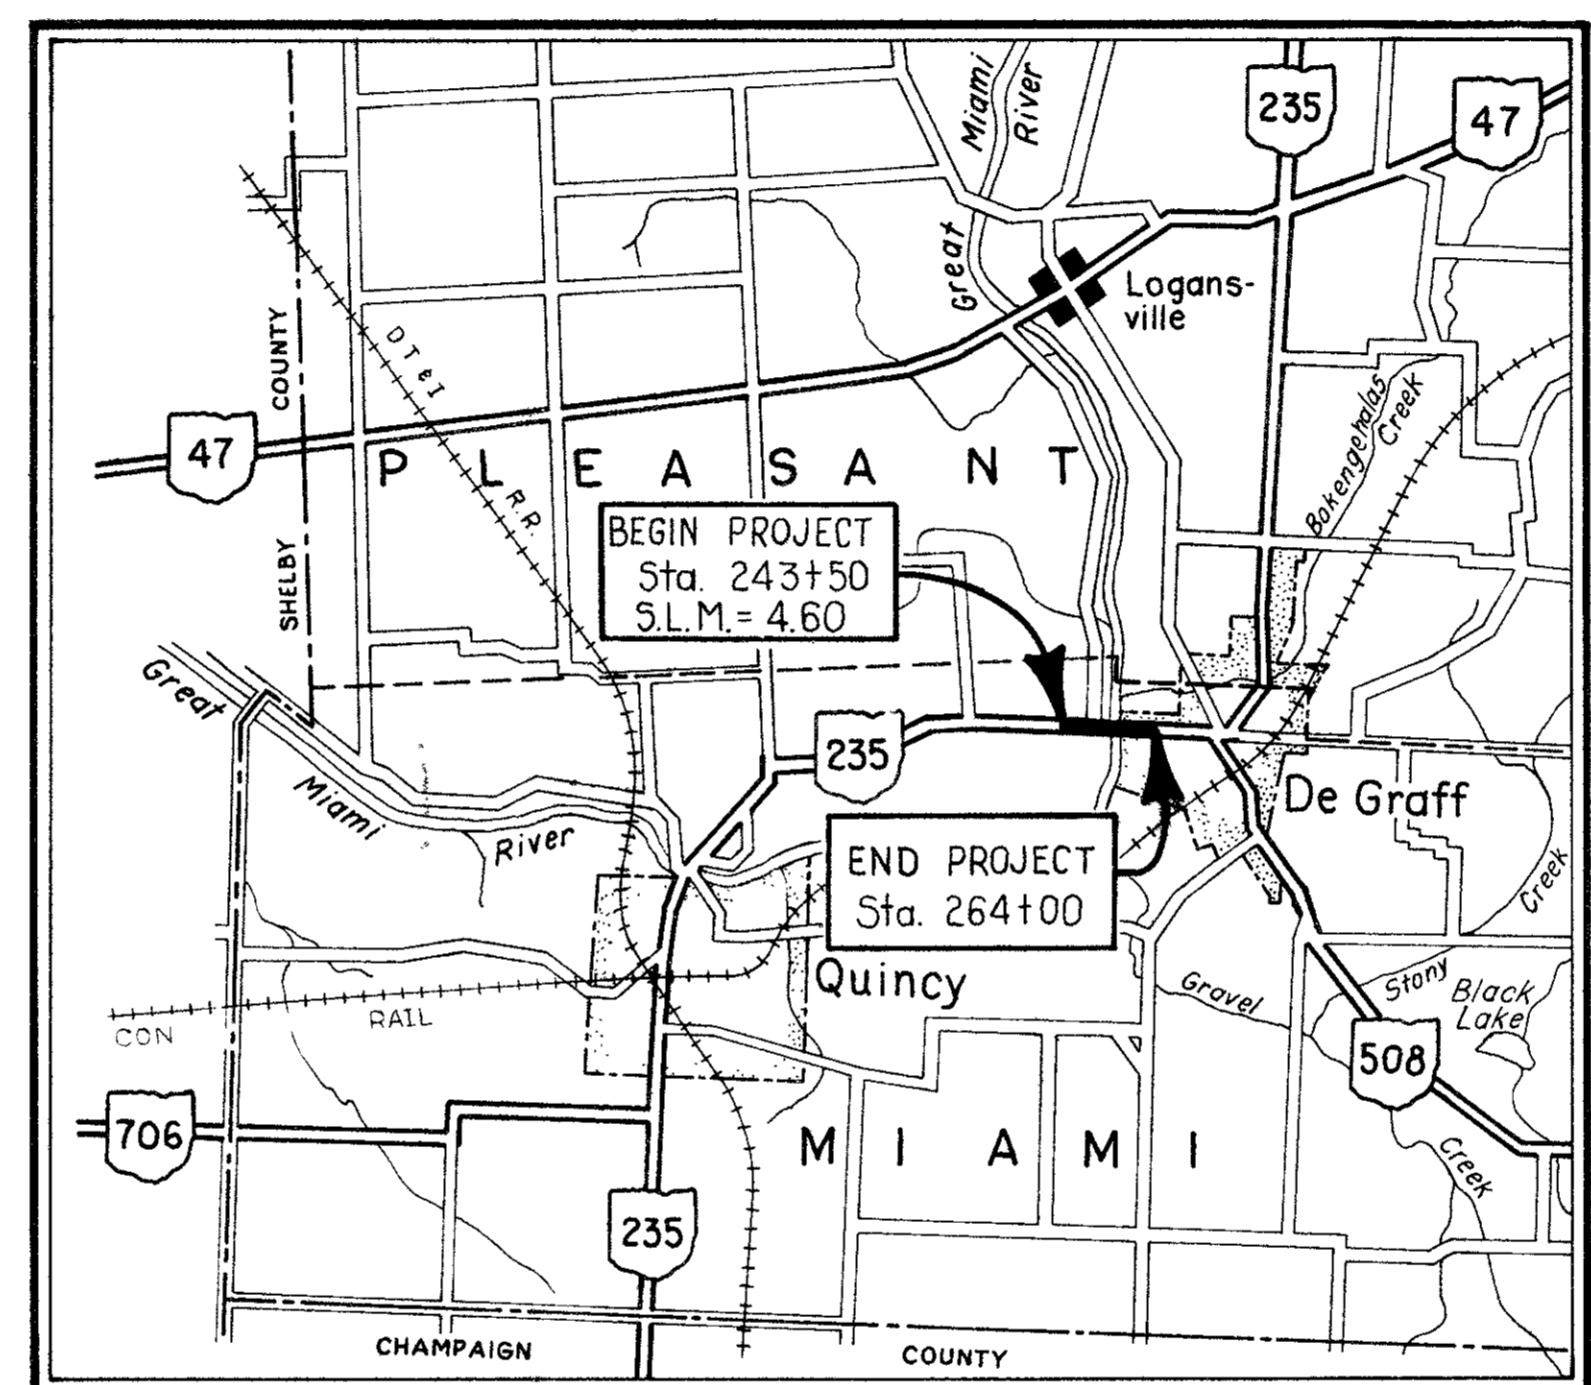 Miami
River
235
47
Great
Logans-
ville
COUNTY
D T & I
R.R.
Bokengehalas
Creek
47
PLEASANT
BEGIN PROJECT
Sta. 243+50
S.L.M.= 4.60
SHELBY
Great
Miami
River
235
De Graff
END PROJECT
Sta. 264+00
Creek
Quincy
Gravel
Stony
Black
Lake
CON RAIL
508
706
MIAMI
Creek
235
CHAMPAIGN COUNTY